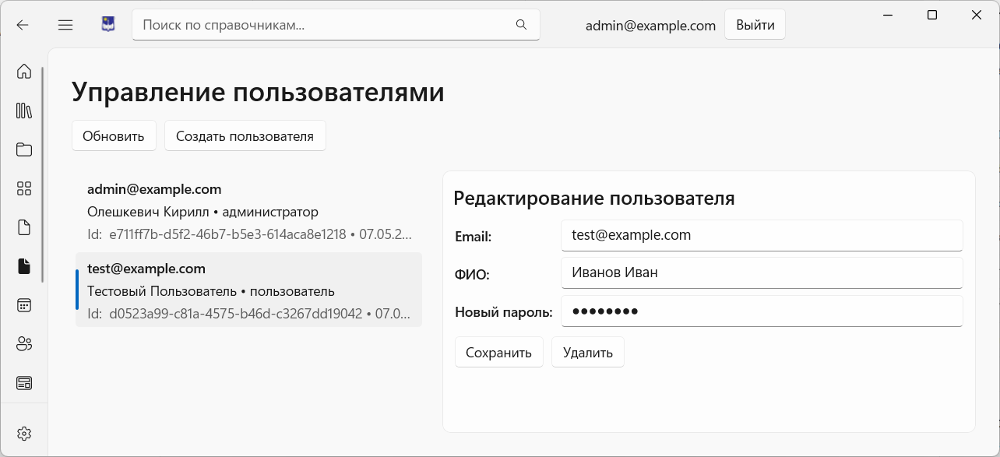 Поиск по справочникам...
admin@example.com
Выйти
Управление пользователями
Обновить
Создать пользователя
admin@example.com
Олешкевич Кирилл • администратор
Id: e711ff7b-d5f2-46b7-b5e3-614aca8e1218 • 07.05.2...
test@example.com
Тестовый Пользователь • пользователь
Id: d0523a99-c81a-4575-b46d-c3267dd19042 • 07.0...
Редактирование пользователя
Email:
test@example.com
ФИО:
Иванов Иван
Новый пароль:
●●●●●●●●
Сохранить
Удалить